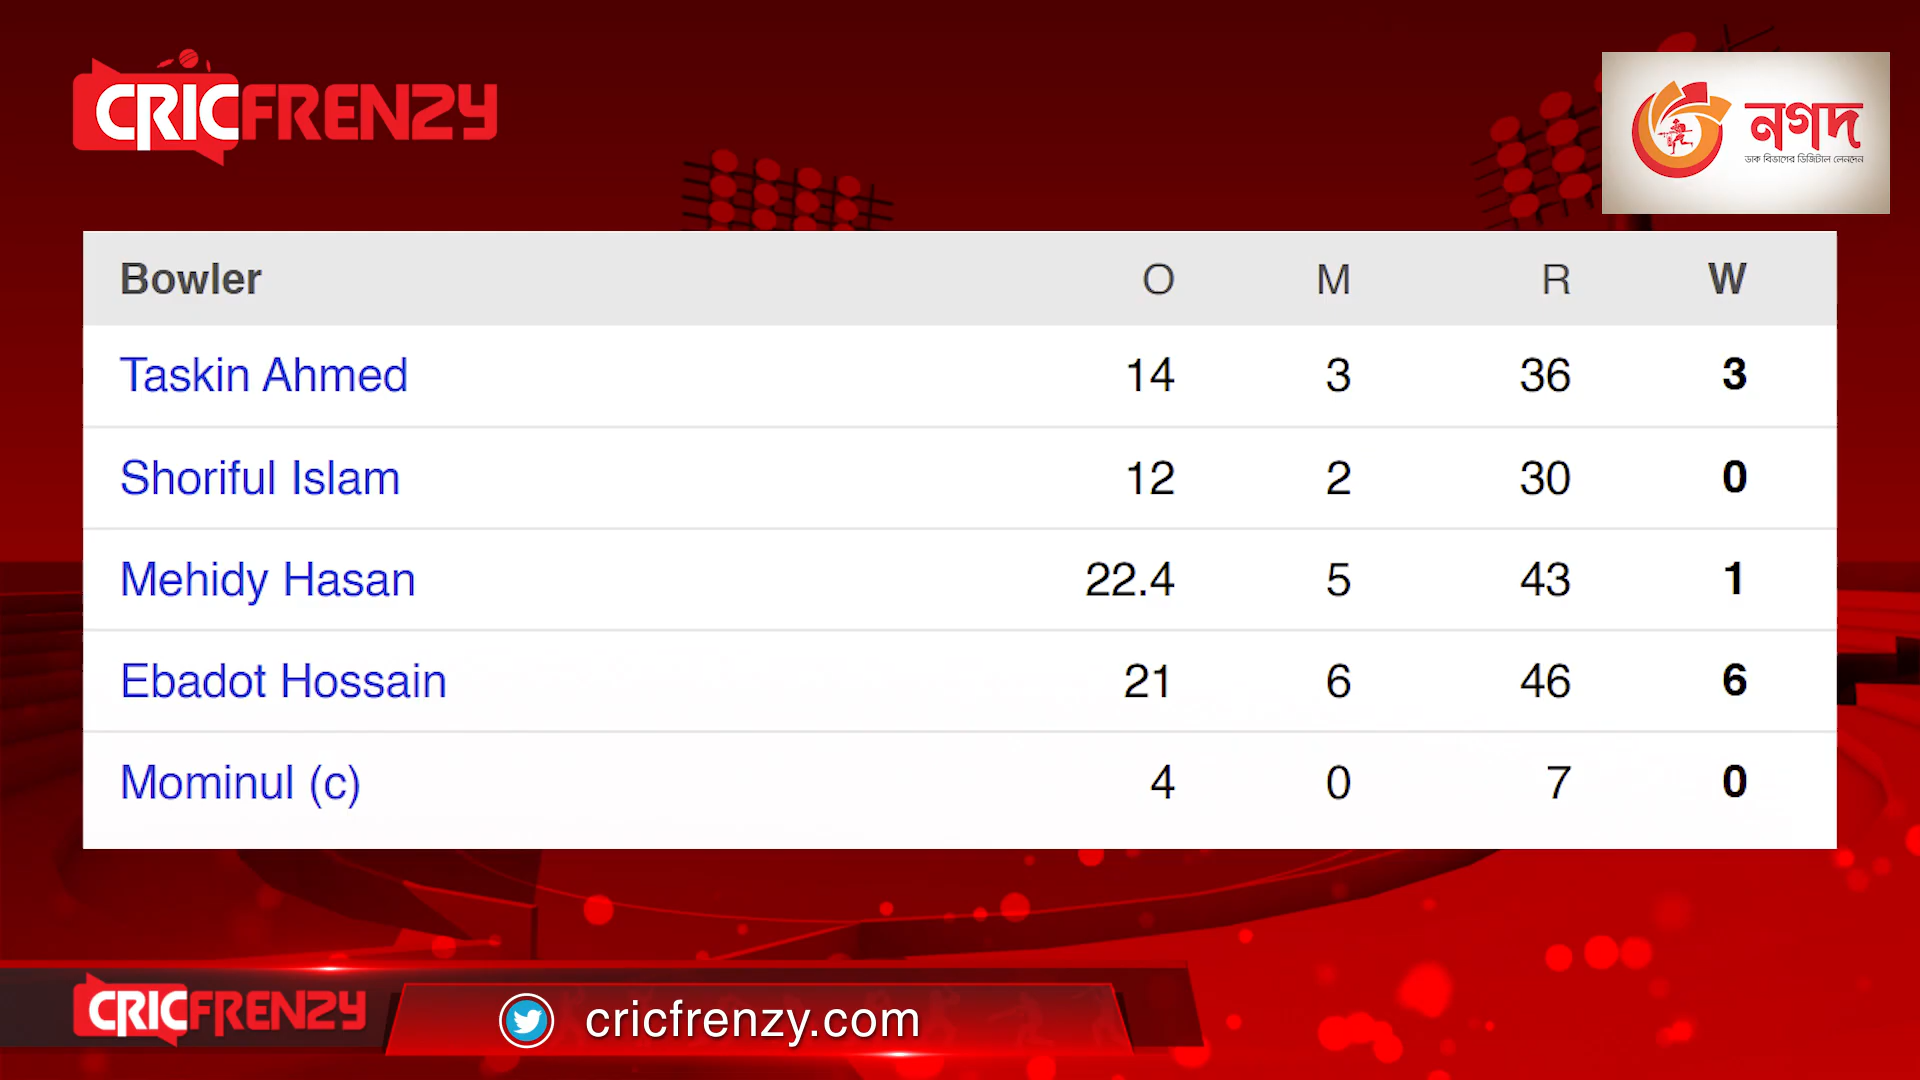 CRICFRENZY
নগদ
ডাক বিভাগের ডিজিটাল লেনদেন
Bowler O M R W
Taskin Ahmed 14 3 36 3
Shoriful Islam 12 2 30 0
Mehidy Hasan 22.4 5 43 1
Ebadot Hossain 21 6 46 6
Mominul (c) 4 0 7 0
CRICFRENZY cricfrenzy.com